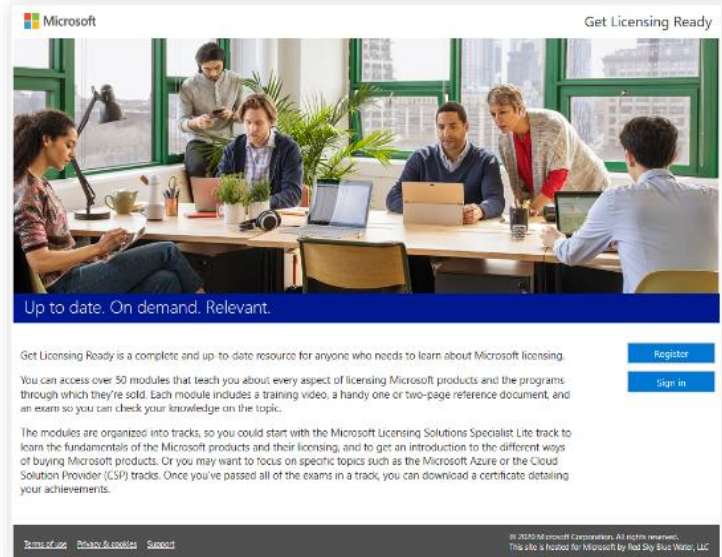 Microsoft
Get Licensing Ready
Up to date. On demand. Relevant.
Get Licensing Ready is a complete and up-to-date resource for anyone who needs to learn about Microsoft licensing.
Register
You can access over 50 modules that teach you about every aspect of licensing Microsoft products and the programs
through which they're sold. Each module includes a training video, a handy one or two-page reference document, and
an exam so you can check your knowledge on the topic.
Sign in
The modules are organized into tracks, so you could start with the Microsoft Licensing Solutions Specialist Lite track to
learn the fundamentals of the Microsoft products and their licensing, and to get an introduction to the different ways
of buying Microsoft products. Or you may want to focus on specific topics such as the Microsoft Azure or the Cloud
Solution Provider (CSP) tracks. Once you've passed all of the exams in a track, you can download a certificate detailing
your achievements.
Terms of use Privacy & cookies Support
© 2020 Microsoft Corporation. All rights reserved.
This site is hosted for Microsoft by Red Sky Blue Water, LLC